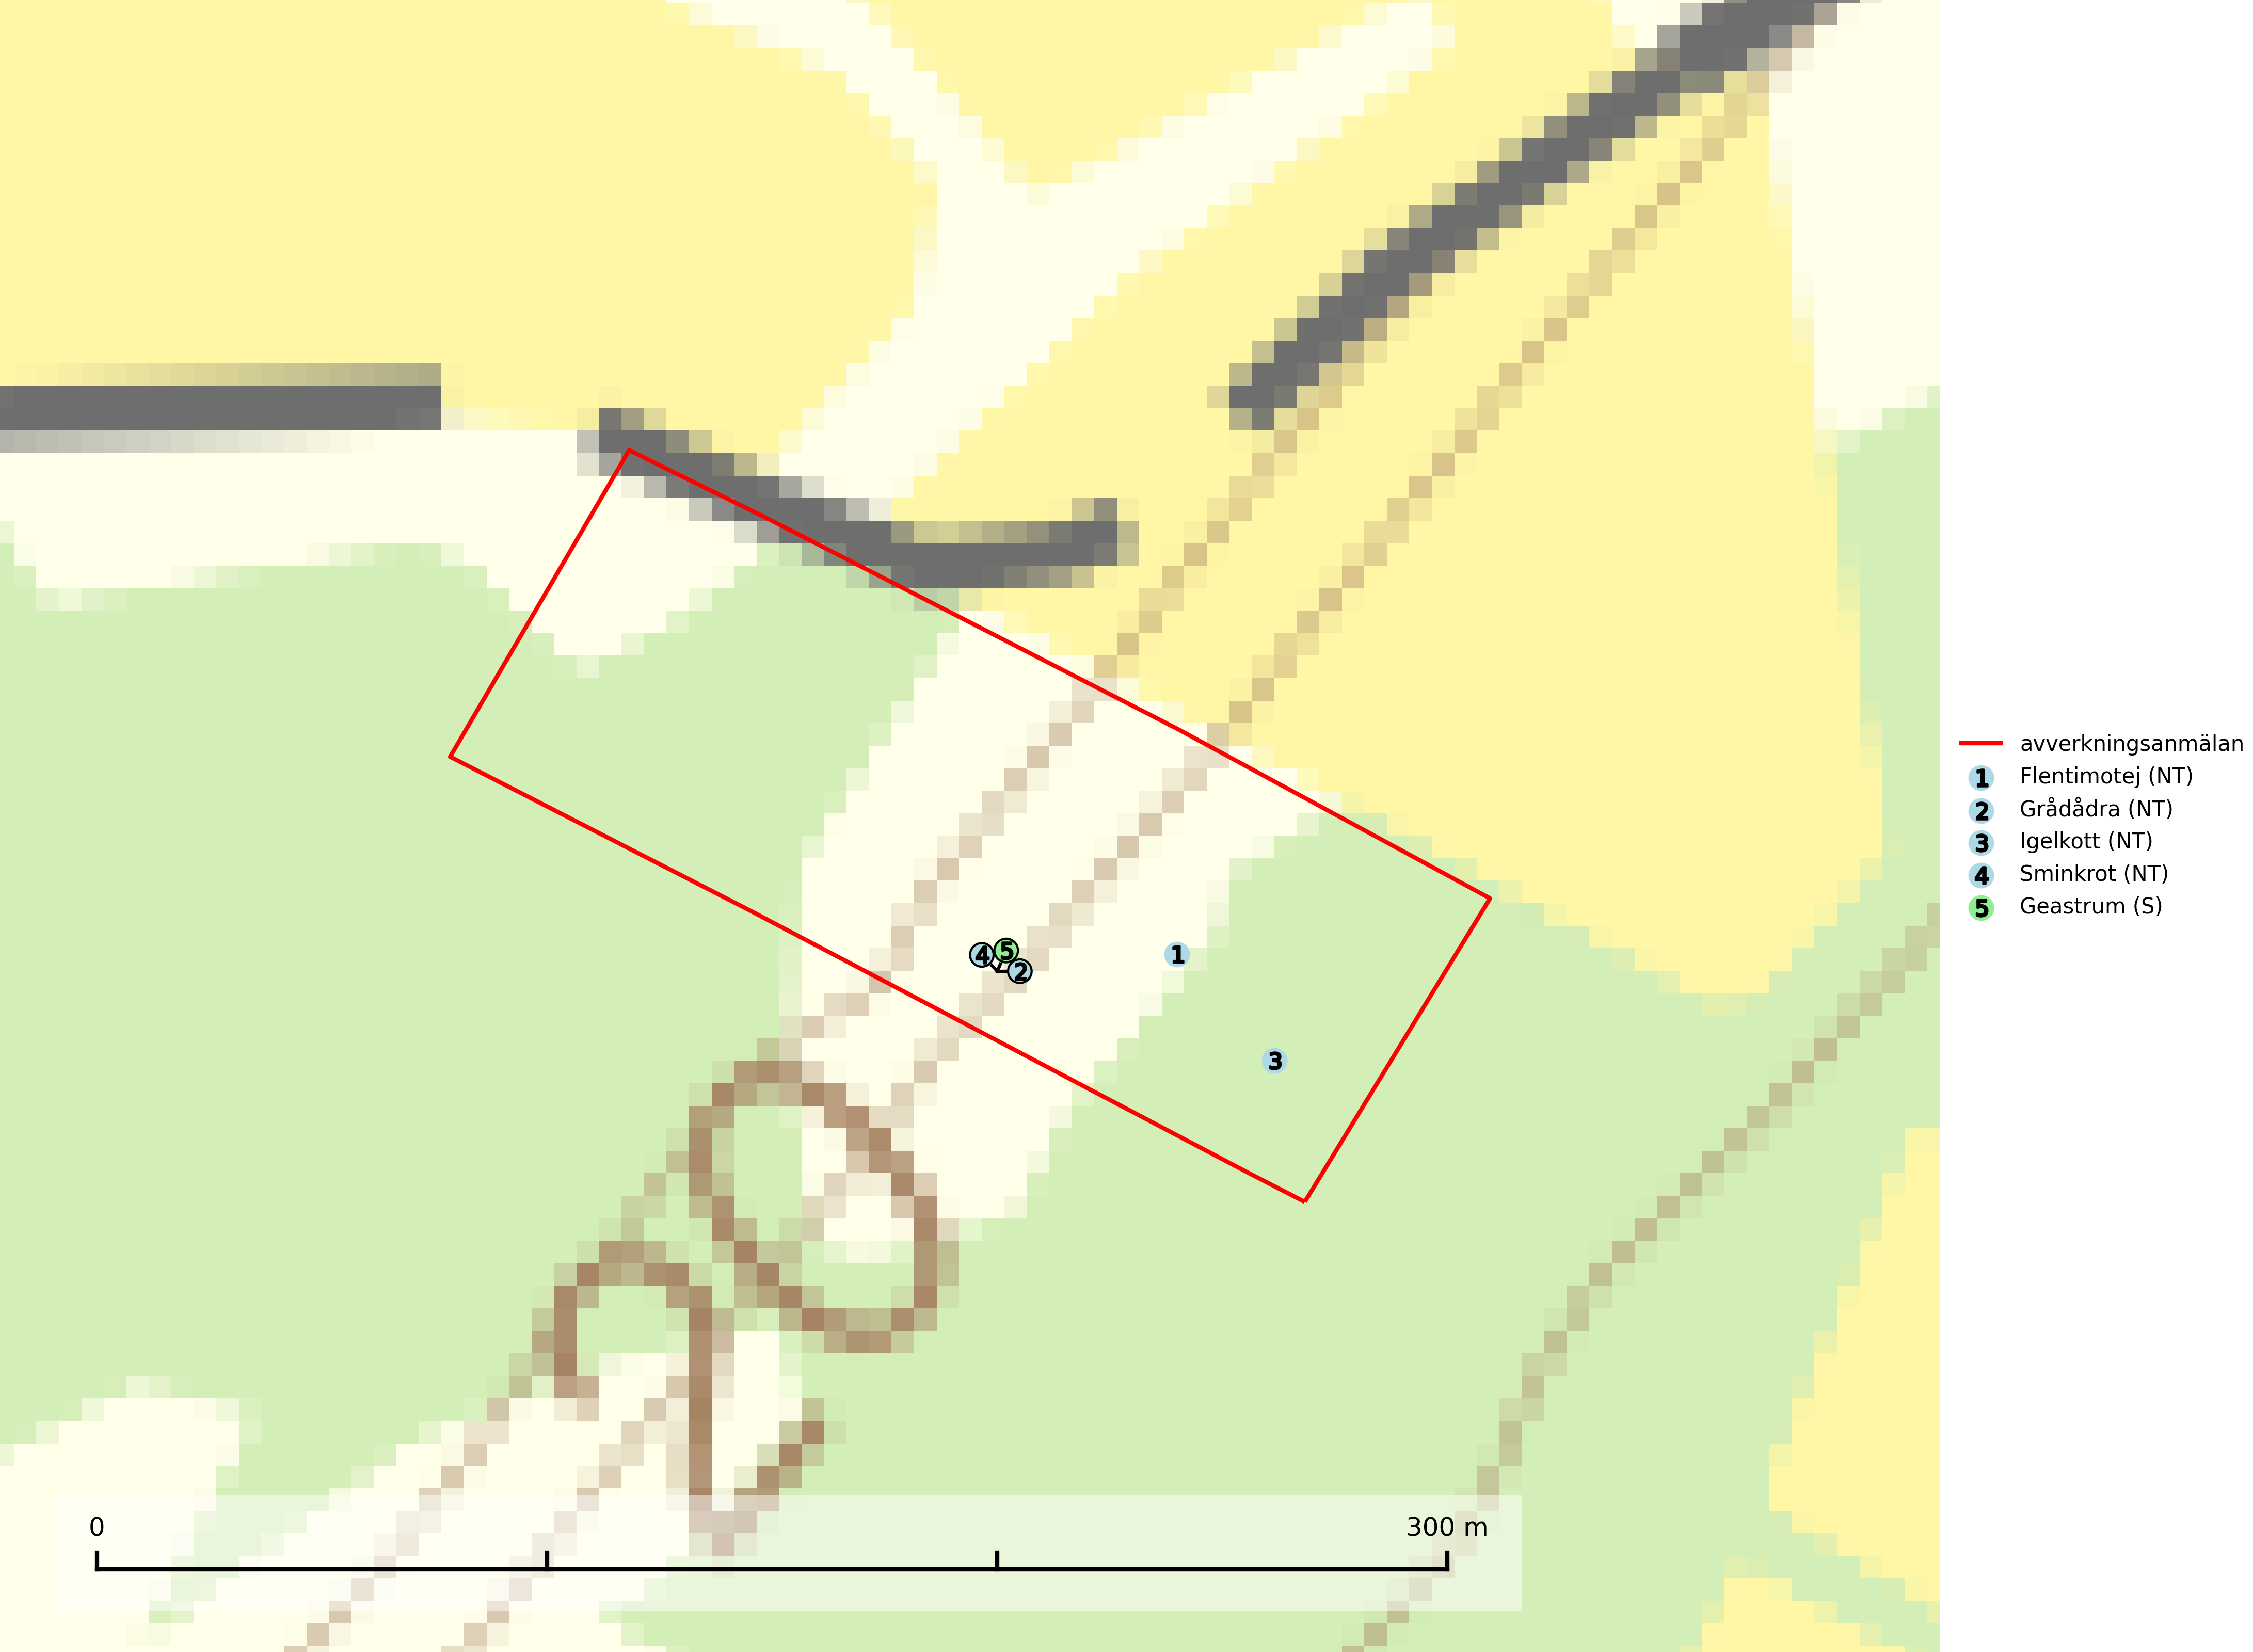 avverkningsanmälan
1 Flentimotej (NT)
2 Grådådra (NT)
3 Igelkott (NT)
4 Sminkrot (NT)
5 Geastrum (S)
4 5
2
1
3
0 300 m